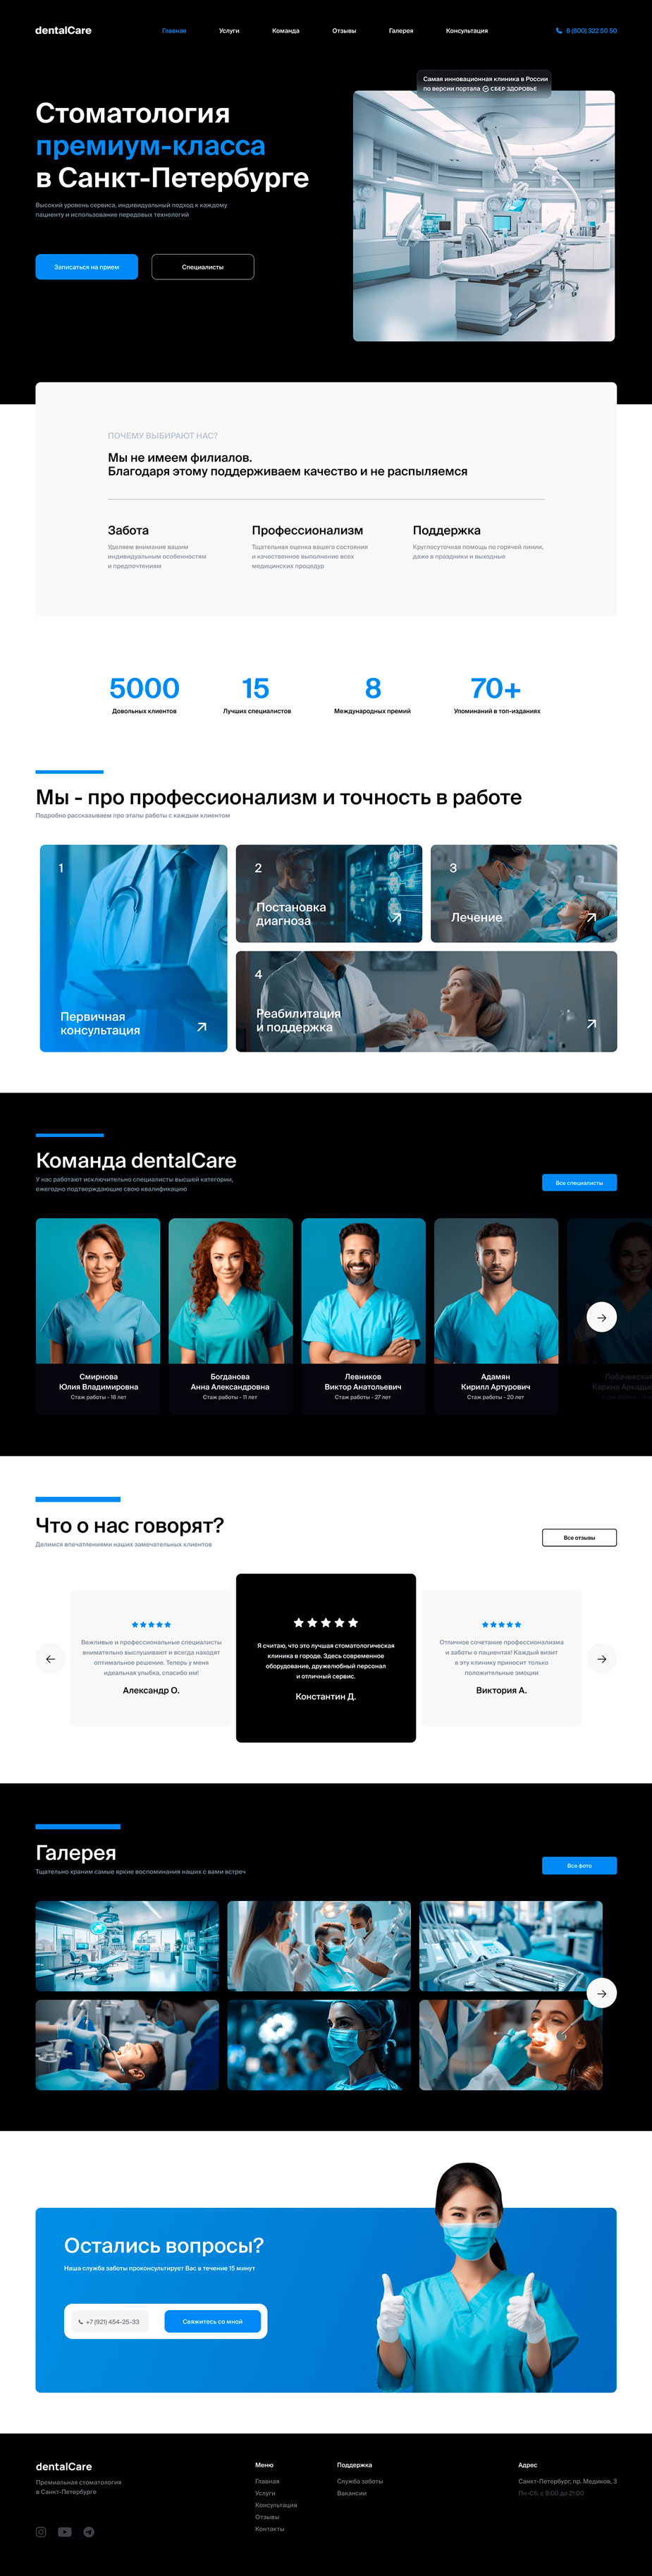 dentalCare
Главная
Услуги
Команда
Отзывы
Галерея
Консультация
8 (800) 322 50 50
Самая инновационная клиника в России
по версии портала СБЕР ЗДОРОВЬЕ
Стоматология
премиум-класса
в Санкт-Петербурге
Высокий уровень сервиса, индивидуальный подход к каждому
пациенту и использование передовых технологий
Записаться на прием
Специалисты
ПОЧЕМУ ВЫБИРАЮТ НАС?
Мы не имеем филиалов.
Благодаря этому поддерживаем качество и не распыляемся
Забота
Уделяем внимание вашим
индивидуальным особенностям
и предпочтениям
Профессионализм
Тщательная оценка вашего состояние
и качественное выполнение всех
медицинских процедур
Поддержка
Круглосуточная помощь по горячей линии,
даже в праздники и выходные
5000
Довольных клиентов
15
Лучших специалистов
8
Международных премий
70+
Упоминаний в топ-изданиях
Мы - про профессионализм и точность в работе
Подробно рассказываем про этапы работы с каждым клиентом
1
Первичная
консультация
2
Постановка
диагноза
3
Лечение
4
Реабилитация
и поддержка
Команда dentalCare
У нас работают исключительно специалисты высшей категории,
ежегодно подтверждающие свою квалификацию
Все специалисты
Смирнова
Юлия Владимировна
Стаж работы - 18 лет
Богданова
Анна Александровна
Стаж работы - 11 лет
Левников
Виктор Анатольевич
Стаж работы - 27 лет
Адамян
Кирилл Артурович
Стаж работы - 20 лет
Что о нас говорят?
Делимся впечатлениями наших замечательных клиентов
Все отзывы
Вежливые и профессиональные специалисты
внимательно выслушивают и всегда находят
оптимальное решение. Теперь у меня
идеальная улыбка, спасибо им!
Александр О.
Я считаю, что это лучшая стоматологическая
клиника в городе. Здесь современное
оборудование, дружелюбный персонал
и отличный сервис.
Константин Д.
Отличное сочетание профессионализма
и заботы о пациентах! Каждый визит
в эту клинику приносит только
положительные эмоции
Виктория А.
Галерея
Тщательно храним самые яркие воспоминания наших с вами встреч
Все фото
Остались вопросы?
Наша служба заботы проконсультирует Вас в течение 15 минут
+7 (921) 454-25-33
Свяжитесь со мной
dentalCare
Премиальная стоматология
в Санкт-Петербурге
Меню
Главная
Услуги
Консультация
Отзывы
Контакты
Поддержка
Служба заботы
Вакансии
Адрес
Санкт-Петербург, пр. Медиков, 3
Пн-Сб: с 8:00 до 21:00